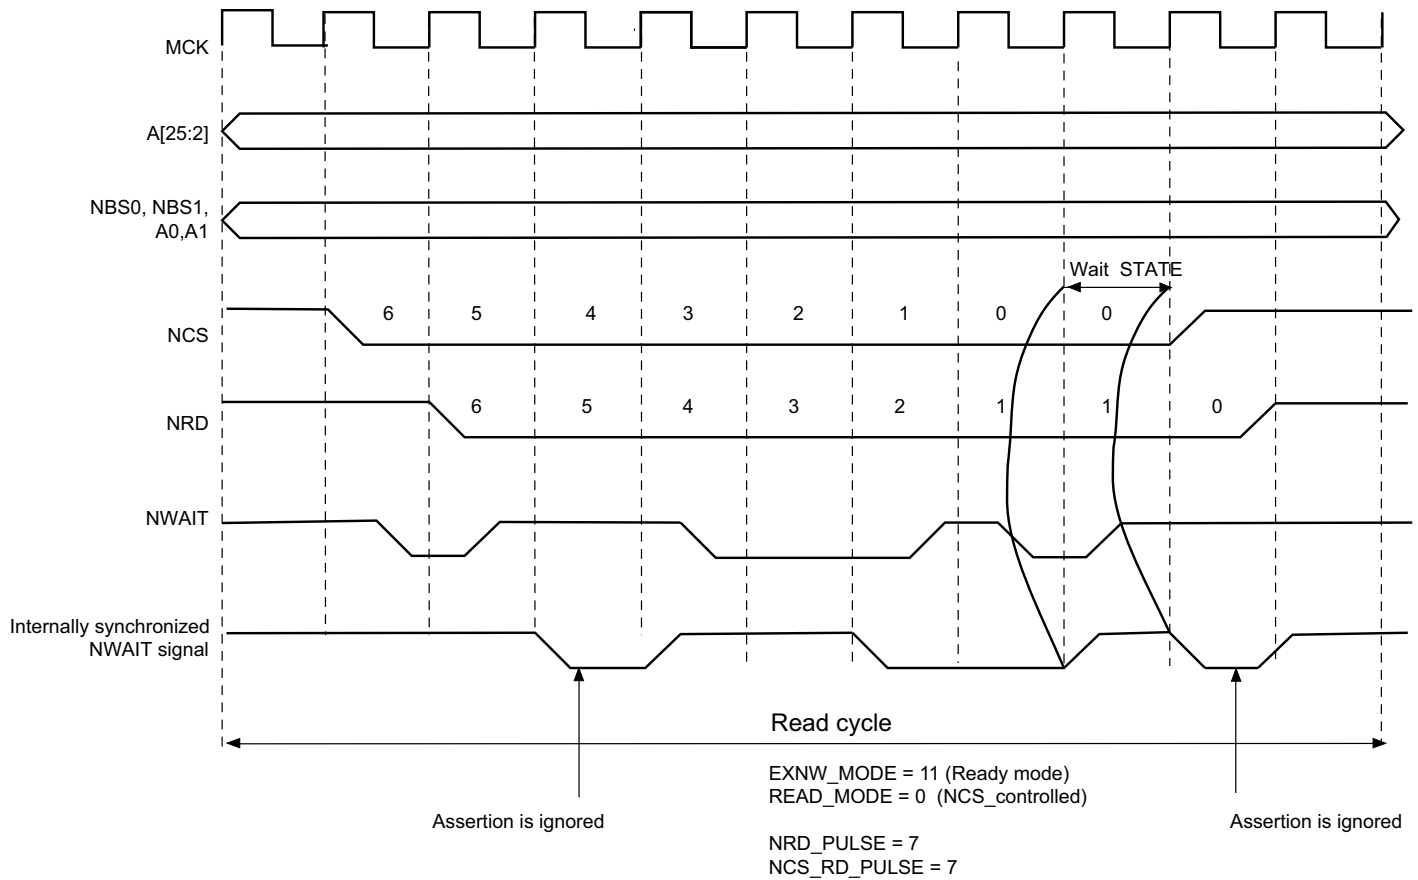 MCK
A[25:2]
NBS0, NBS1,
A0,A1
Wait STATE
NCS
6 5 4 3 2 1 0 0
NRD
6 5 4 3 2 1 1 0
NWAIT
Internally synchronized
NWAIT signal
Read cycle
EXNW_MODE = 11 (Ready mode)
READ_MODE = 0 (NCS_controlled)
Assertion is ignored
Assertion is ignored
NRD_PULSE = 7
NCS_RD_PULSE = 7